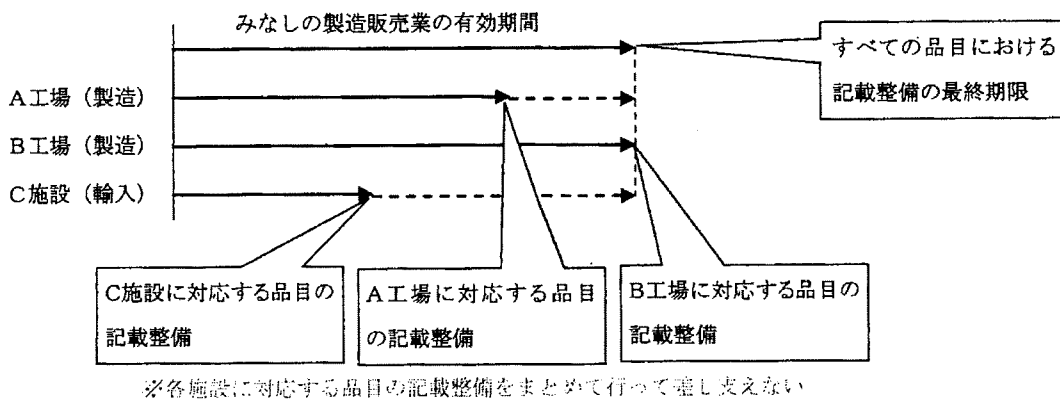 みなしの製造販売業の有効期間
すべての品目における
記載整備の最終期限
A工場（製造）
B工場（製造）
C施設（輸入）
C施設に対応する品目の
記載整備
A工場に対応する品目
の記載整備
B工場に対応する品目の
記載整備
※各施設に対応する品目の記載整備をまとめて行って差し支えない